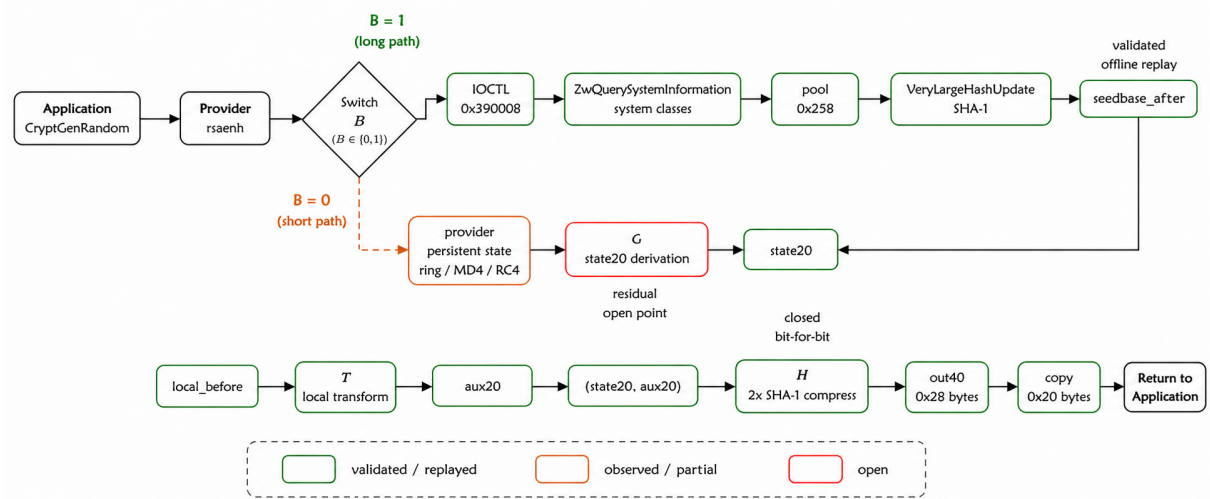 B = 1
(long path)
validated
offline replay
Application
CryptGenRandom
Provider
rsaenh
Switch
B
(B ∈ {0,1})
IOCTL
0x390008
ZwQuerySystemInformation
system classes
pool
0x258
VeryLargeHashUpdate
SHA-1
seedbase_after
B = 0
(short path)
provider
persistent state
ring / MD4 / RC4
G
state20 derivation
state20
residual
open point
closed
bit-for-bit
local_before
T
local transform
aux20
(state20, aux20)
H
2x SHA-1 compress
out40
0x28 bytes
copy
0x20 bytes
Return to
Application
validated / replayed
observed / partial
open